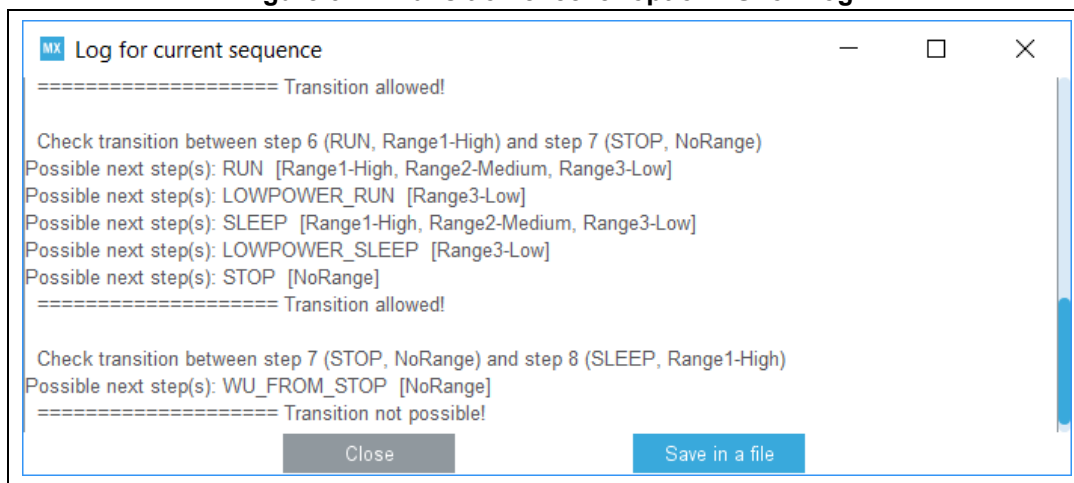 MX Log for current sequence
==================== Transition allowed!
Check transition between step 6 (RUN, Range1-High) and step 7 (STOP, NoRange)
Possible next step(s): RUN [Range1-High, Range2-Medium, Range3-Low]
Possible next step(s): LOWPOWER_RUN [Range3-Low]
Possible next step(s): SLEEP [Range1-High, Range2-Medium, Range3-Low]
Possible next step(s): LOWPOWER_SLEEP [Range3-Low]
Possible next step(s): STOP [NoRange]
==================== Transition allowed!
Check transition between step 7 (STOP, NoRange) and step 8 (SLEEP, Range1-High)
Possible next step(s): WU_FROM_STOP [NoRange]
==================== Transition not possible!
Close Save in a file